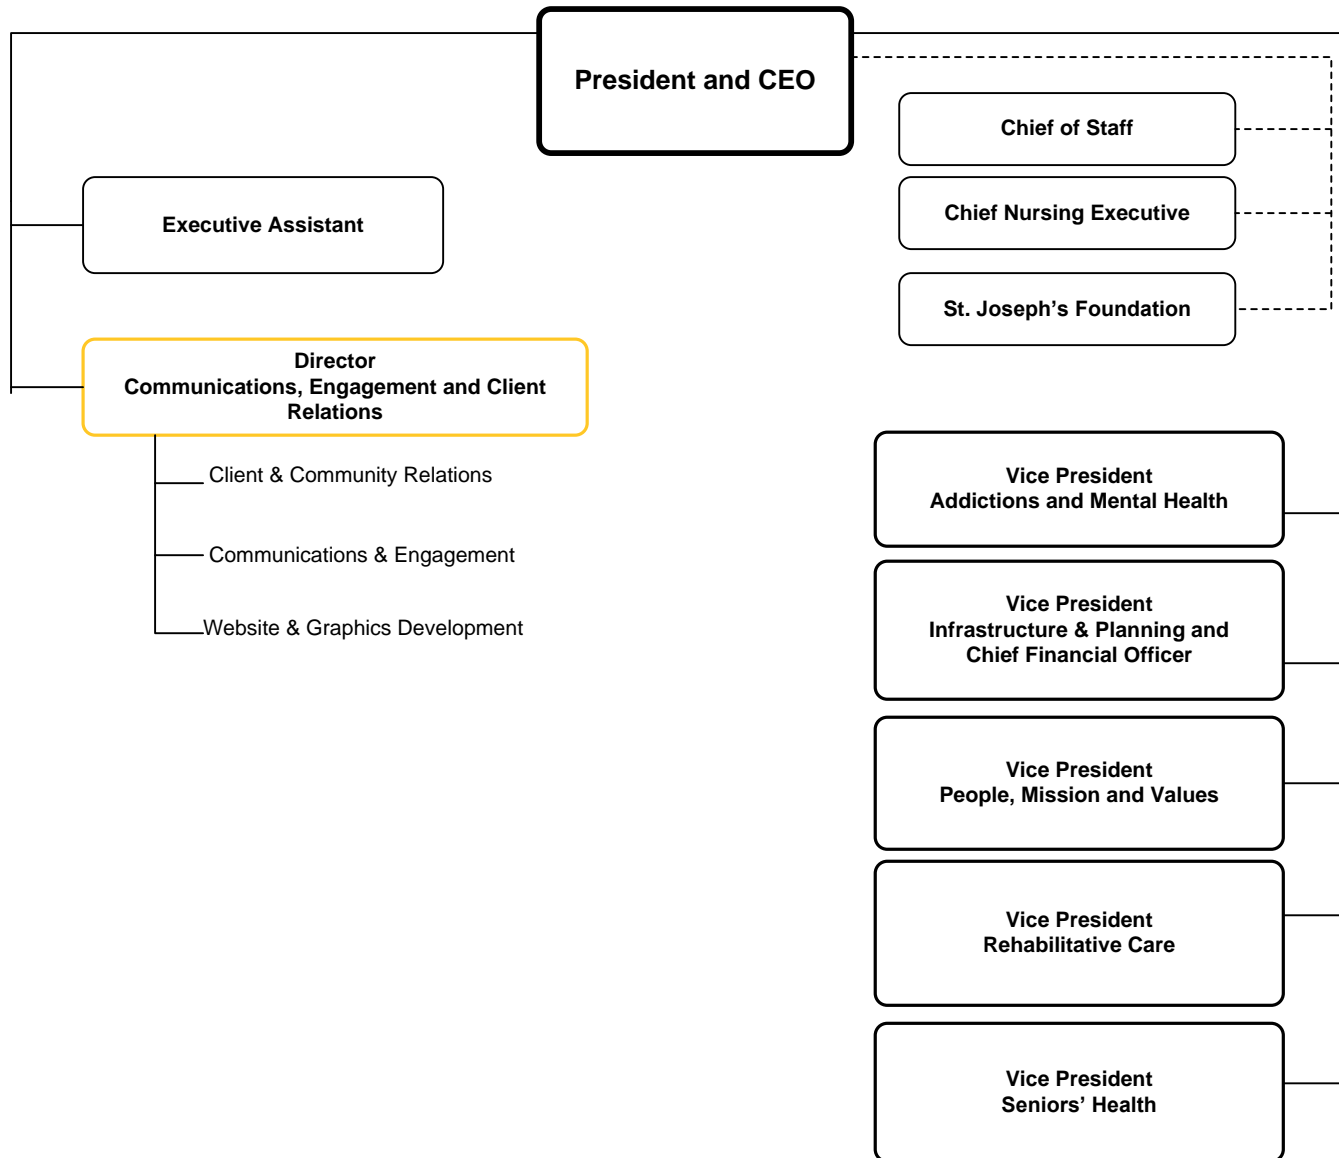 President and CEO
Chief of Staff
Executive Assistant
Chief Nursing Executive
St. Joseph’s Foundation
Director
Communications, Engagement and Client
Relations
Client & Community Relations
Communications & Engagement
Website & Graphics Development
Vice President
Addictions and Mental Health
Vice President
Infrastructure & Planning and
Chief Financial Officer
Vice President
People, Mission and Values
Vice President
Rehabilitative Care
Vice President
Seniors’ Health